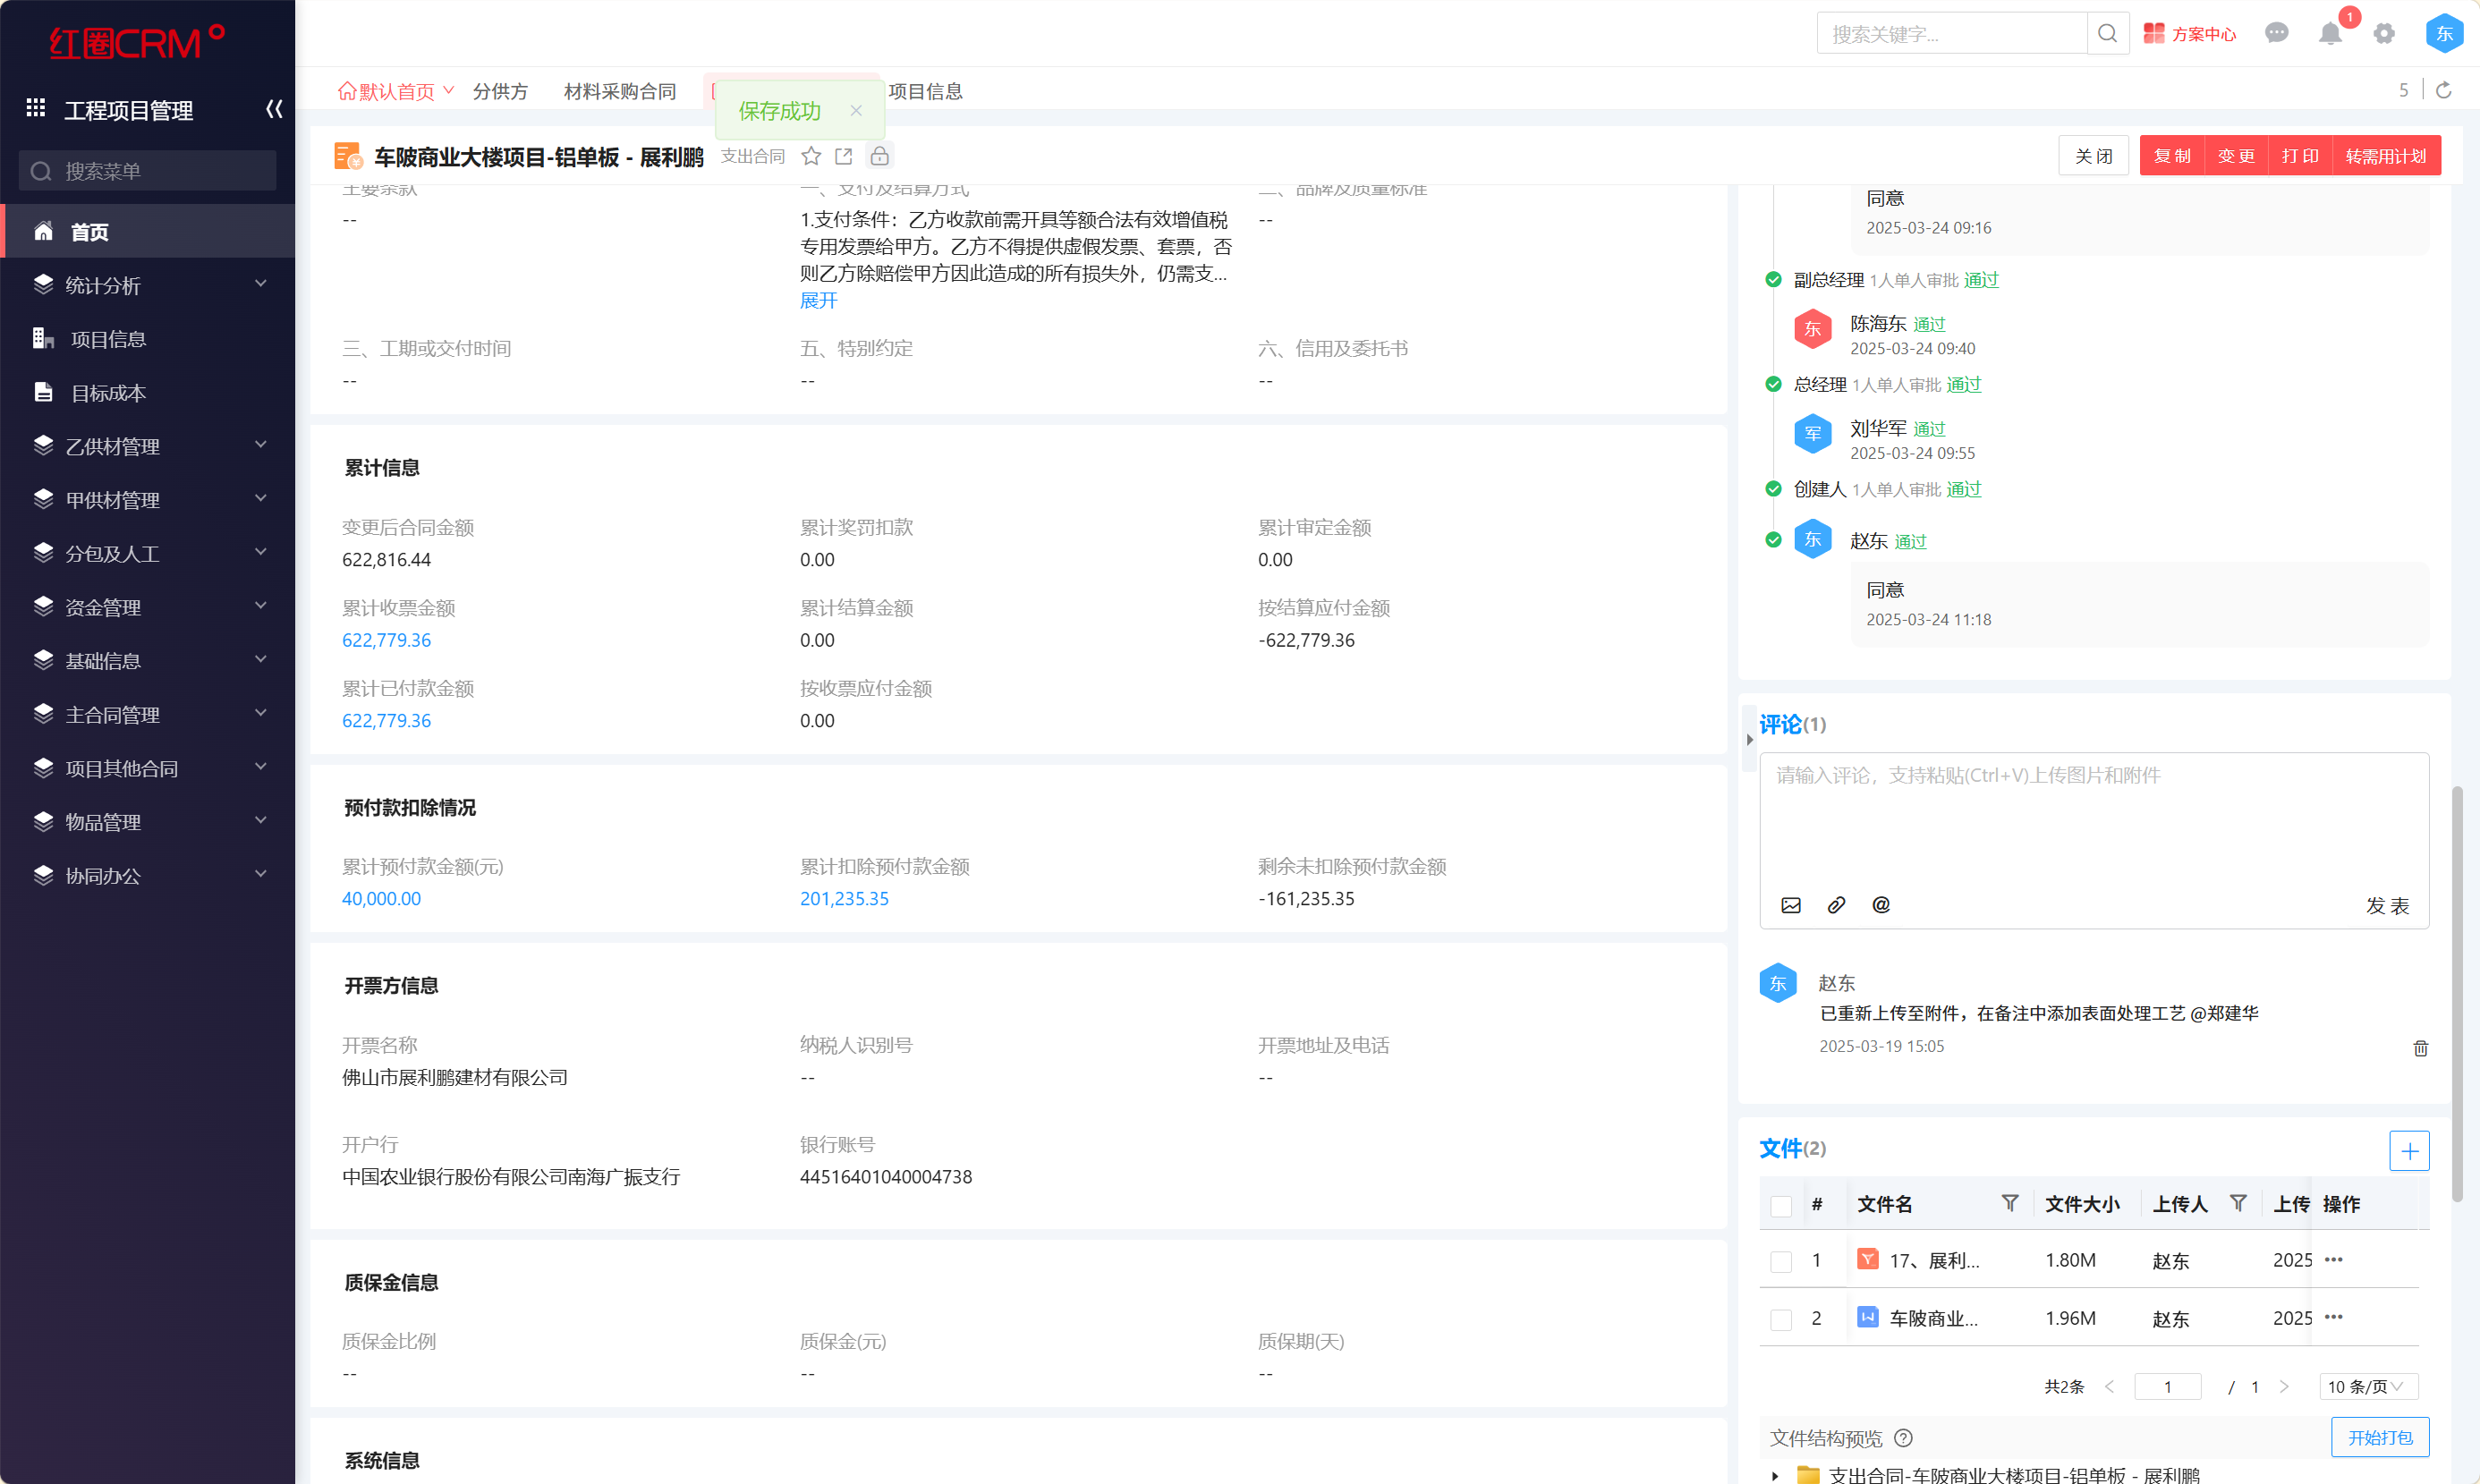 红圈CRM
搜索关键字...
方案中心
1
东
工程项目管理
默认首页
分供方
材料采购合同
项目信息
5
保存成功
搜索菜单
车陂商业大楼项目-铝单板 - 展利鹏
支出合同
关 闭
复 制
变 更
打 印
转需用计划
首页
统计分析
项目信息
目标成本
乙供材管理
甲供材管理
分包及人工
资金管理
基础信息
主合同管理
项目其他合同
物品管理
协同办公
主要条款
一、支付及结算方式
二、品牌及质量标准
--
1.支付条件：乙方收款前需开具等额合法有效增值税
专用发票给甲方。乙方不得提供虚假发票、套票，否
则乙方除赔偿甲方因此造成的所有损失外，仍需支...
展开
--
三、工期或交付时间
五、特别约定
六、信用及委托书
--
--
--
累计信息
变更后合同金额
累计奖罚扣款
累计审定金额
622,816.44
0.00
0.00
累计收票金额
累计结算金额
按结算应付金额
622,779.36
0.00
-622,779.36
累计已付款金额
按收票应付金额
622,779.36
0.00
预付款扣除情况
累计预付款金额(元)
累计扣除预付款金额
剩余未扣除预付款金额
40,000.00
201,235.35
-161,235.35
开票方信息
开票名称
纳税人识别号
开票地址及电话
佛山市展利鹏建材有限公司
--
--
开户行
银行账号
中国农业银行股份有限公司南海广振支行
44516401040004738
质保金信息
质保金比例
质保金(元)
质保期(天)
--
--
--
系统信息
同意
2025-03-24 09:16
副总经理 1人单人审批 通过
东
陈海东 通过
2025-03-24 09:40
总经理 1人单人审批 通过
军
刘华军 通过
2025-03-24 09:55
创建人 1人单人审批 通过
东
赵东 通过
同意
2025-03-24 11:18
评论(1)
请输入评论，支持粘贴(Ctrl+V)上传图片和附件
发 表
东
赵东
已重新上传至附件，在备注中添加表面处理工艺 @郑建华
2025-03-19 15:05
文件(2)
# 文件名 文件大小 上传人 上传 操作
1 17、展利... 1.80M 赵东 2025
2 车陂商业... 1.96M 赵东 2025
共2条 1 / 1 10 条/页
文件结构预览
开始打包
支出合同-车陂商业大楼项目-铝单板 - 展利鹏